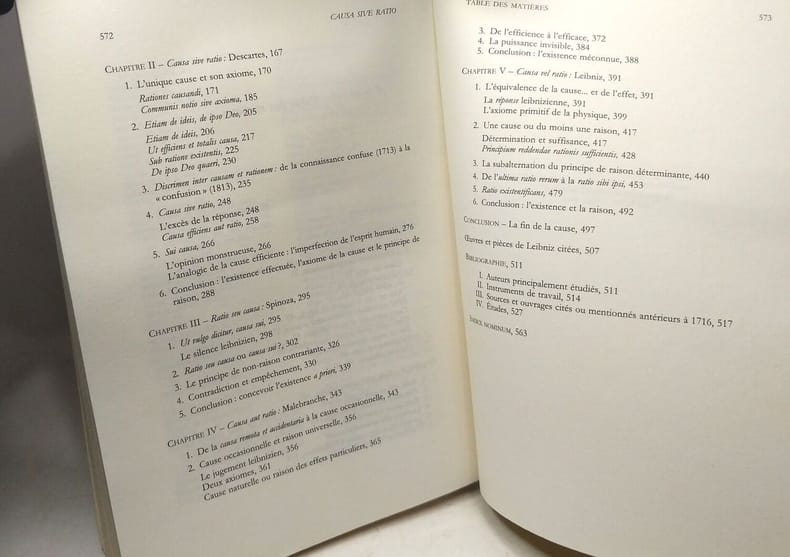 572
CAUSA SIVE RATIO
CHAPITRE II – Causa sive ratio : Descartes, 167
1. L'unique cause et son axiome, 170
Rationes causandi, 171
Communis notio sive axioma, 185
2. Etiam de ideis, de ipso Deo, 205
Etiam de ideis, 206
Ut efficiens et totalis causa, 217
Sub rations existentis, 225
De ipso Deo quaeri, 230
3. Discrimen inter causam et rationem : de la connaissance confuse (1713) à la
« confusion » (1813), 235
4. Causa sive ratio, 248
L'excès de la réponse, 248
Causa efficiens aut ratio, 258
5. Sui causa, 266
L'opinion monstrueuse, 266
L'analogie de la cause efficiente : l'imperfection de l'esprit humain, 276
6. Conclusion : l'existence effectuée, l'axiome de la cause et le principe de
raison, 288
CHAPITRE III – Ratio seu causa : Spinoza, 295
1. Ut vulgo dicitur, causa sui, 295
Le silence leibnizien, 298
2. Ratio seu causa ou causa sui ?, 302
3. Le principe de non-raison contrariante, 326
4. Contradiction et empêchement, 330
5. Conclusion : concevoir l'existence a priori, 339
CHAPITRE IV – Causa aut ratio : Malebranche, 343
1. De la causa remota et accidentaria à la cause occasionnelle, 343
2. Cause occasionnelle et raison universelle, 356
Le jugement leibnizien, 356
Deux axiomes, 361
Cause naturelle ou raison des effets particuliers, 365
TABLE DES MATIÈRES
573
3. De l'efficience à l'efficace, 372
4. La puissance invisible, 384
5. Conclusion : l'existence méconnue, 388
CHAPITRE V – Causa vel ratio : Leibniz, 391
1. L'équivalence de la cause... et de l'effet, 391
La réponse leibnizienne, 391
L'axiome primitif de la physique, 399
2. Une cause ou du moins une raison, 417
Détermination et suffisance, 417
Principium reddendae rationis sufficientis, 428
3. La subalternation du principe de raison déterminante, 440
4. De l'ultima ratio rerum à la ratio sibi ipsi, 453
5. Ratio existentificans, 479
6. Conclusion : l'existence et la raison, 492
CONCLUSION – La fin de la cause, 497
Œuvres et pièces de Leibniz citées, 507
BIBLIOGRAPHIE, 511
I. Auteurs principalement étudiés, 511
II. Instruments de travail, 514
III. Sources et ouvrages cités ou mentionnés antérieurs à 1716, 517
IV. Études, 527
INDEX NOMINUM, 563